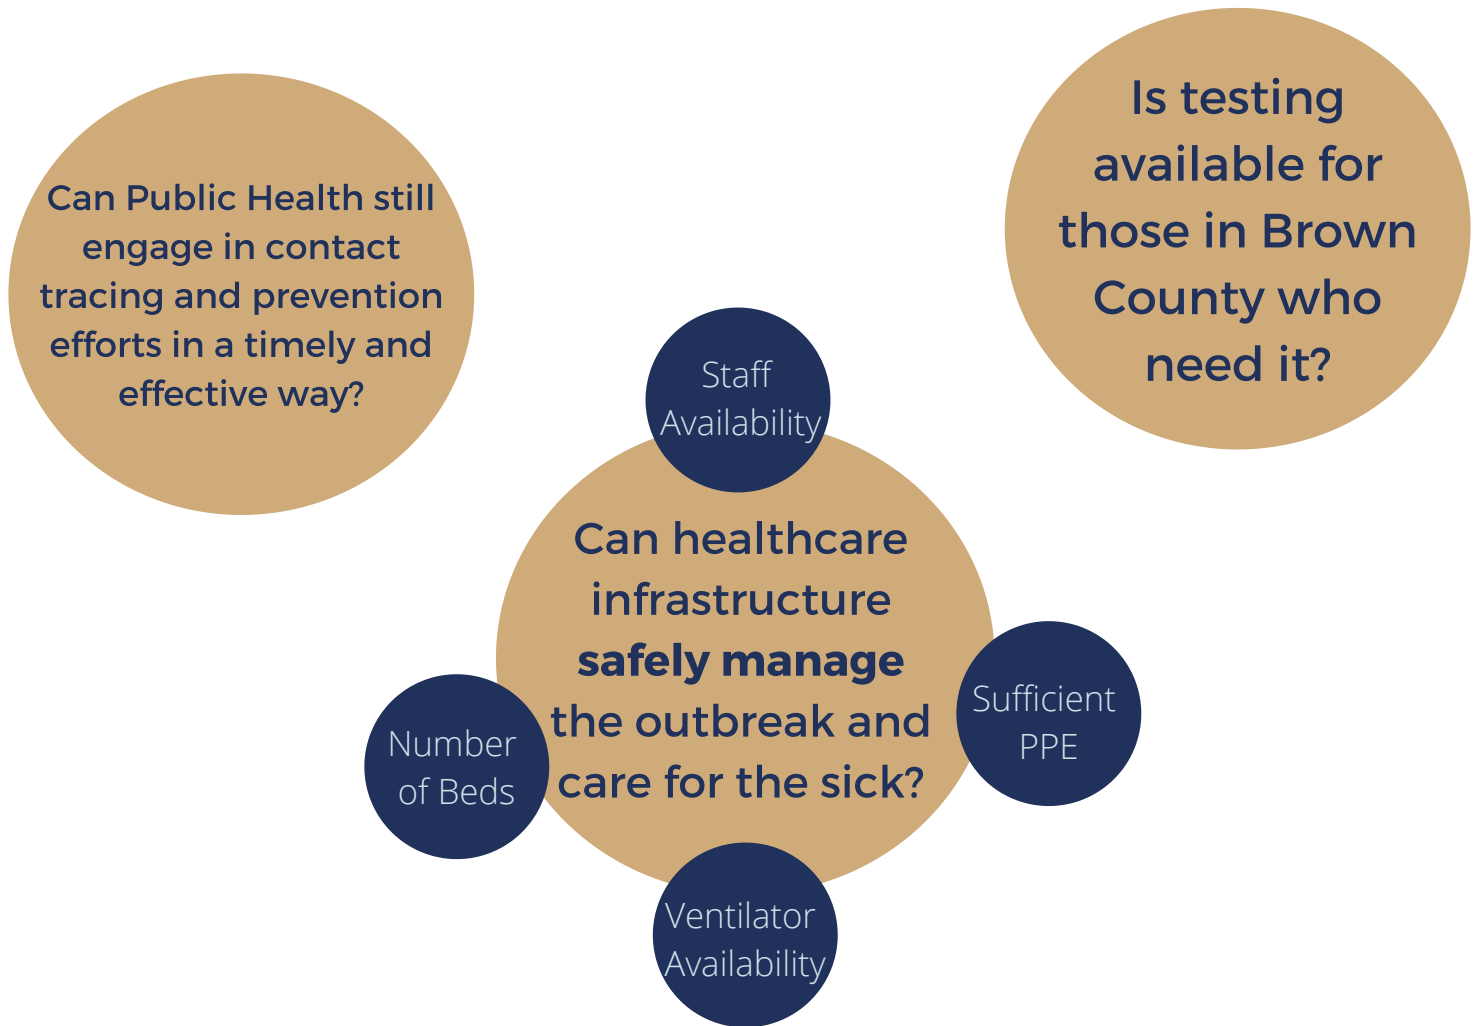 Can Public Health still
engage in contact
tracing and prevention
efforts in a timely and
effective way?
Is testing
available for
those in Brown
County who
need it?
Staff
Availability
Can healthcare
infrastructure
safely manage
the outbreak and
care for the sick?
Number
of Beds
Sufficient
PPE
Ventilator
Availability